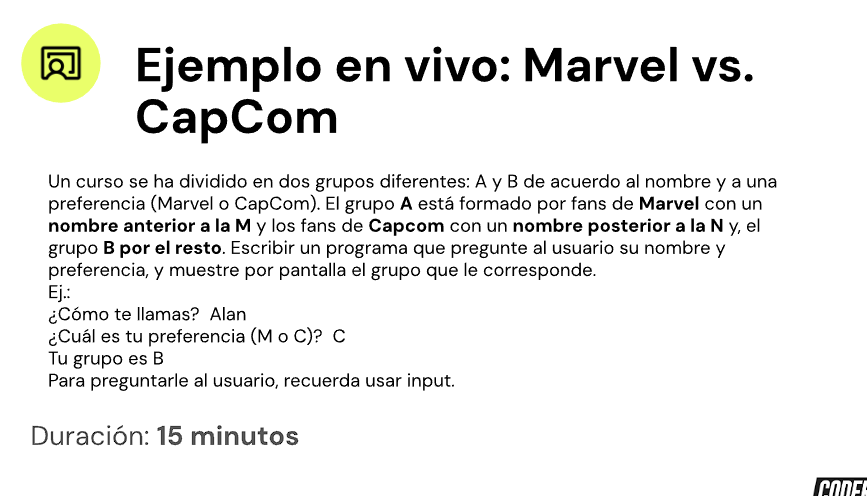 Ejemplo en vivo: Marvel vs.
CapCom
Un curso se ha dividido en dos grupos diferentes: A y B de acuerdo al nombre y a una
preferencia (Marvel o CapCom). El grupo A está formado por fans de Marvel con un
nombre anterior a la M y los fans de Capcom con un nombre posterior a la N y, el
grupo B por el resto. Escribir un programa que pregunte al usuario su nombre y
preferencia, y muestre por pantalla el grupo que le corresponde.
Ej.:
¿Cómo te llamas? Alan
¿Cuál es tu preferencia (M o C)? C
Tu grupo es B
Para preguntarle al usuario, recuerda usar input.
Duración: 15 minutos